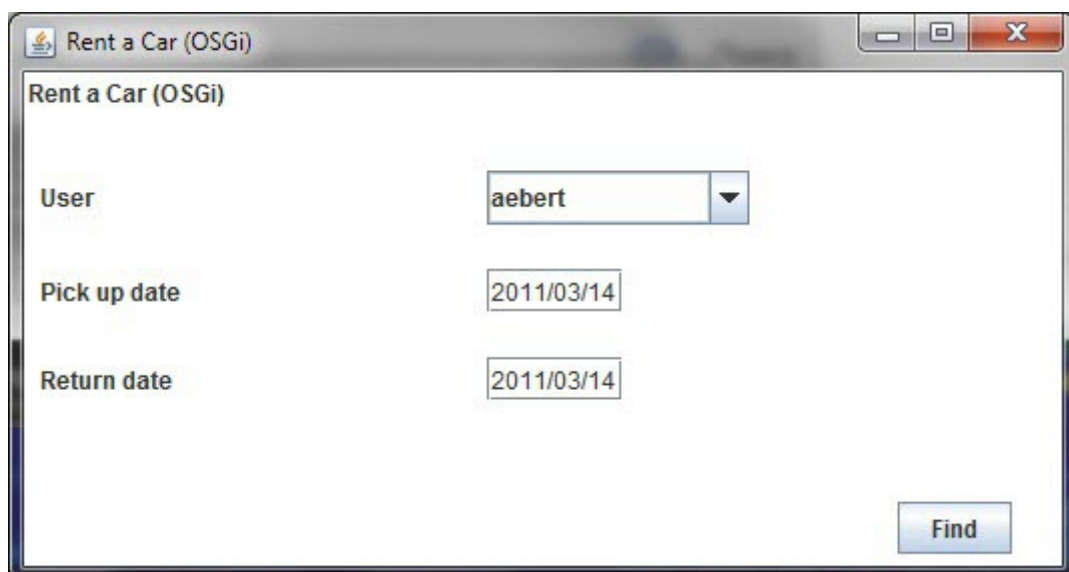 Rent a Car (OSGi)
Rent a Car (OSGi)
User aebert
Pick up date 2011/03/14
Return date 2011/03/14
Find